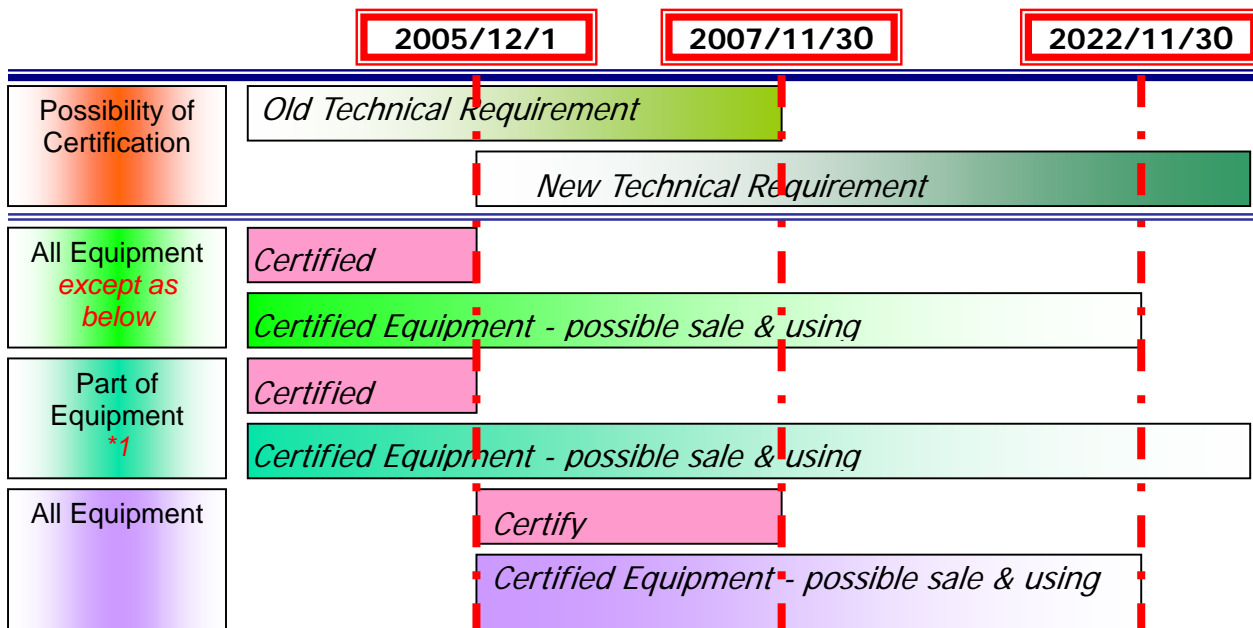 2005/12/1
2007/11/30
2022/11/30
Possibility of
Certification
Old Technical Requirement
New Technical Requirement
All Equipment
except as
below
Certified
Certified Equipment - possible sale & using
Part of
Equipment
*1
Certified
Certified Equipment - possible sale & using
All Equipment
Certify
Certified Equipment - possible sale & using